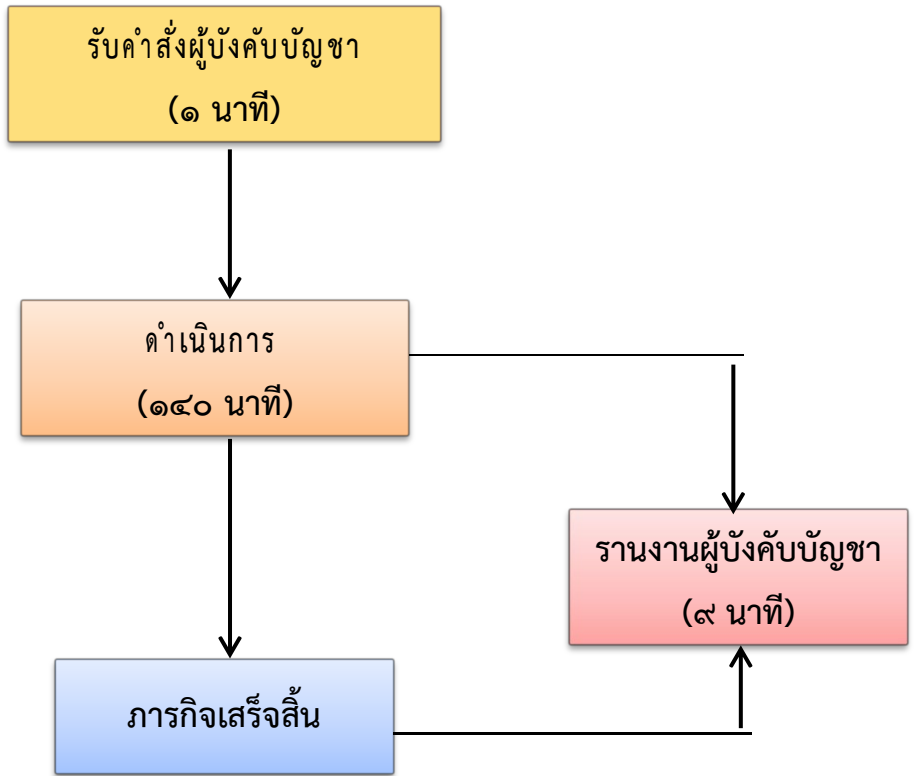 รับคำสั่งผู้บังคับบัญชา
(๑ นาที)
ดำเนินการ
(๑๔๐ นาที)
รานงานผู้บังคับบัญชา
(๙ นาที)
ภารกิจเสร็จสิ้น